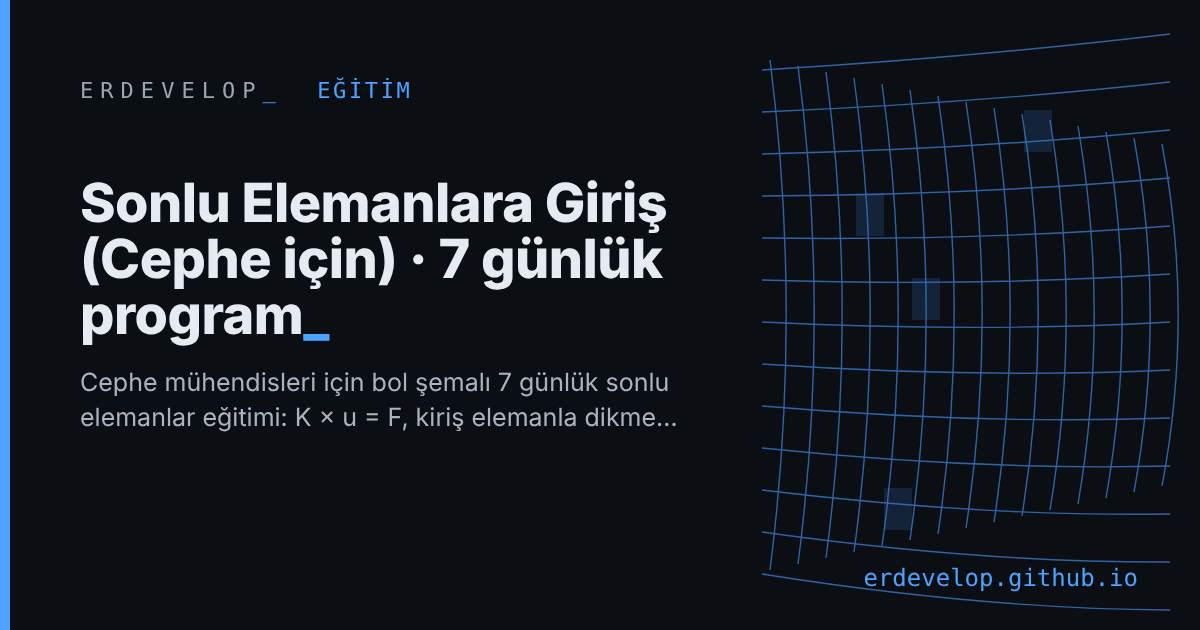 ERDEVELOP_ EĞİTİM
Sonlu Elemanlara Giriş
(Cephe için) · 7 günlük
program_
Cephe mühendisleri için bol şemalı 7 günlük sonlu
elemanlar eğitimi: K × u = F, kiriş elemanla dikme…
erdevelop.github.io